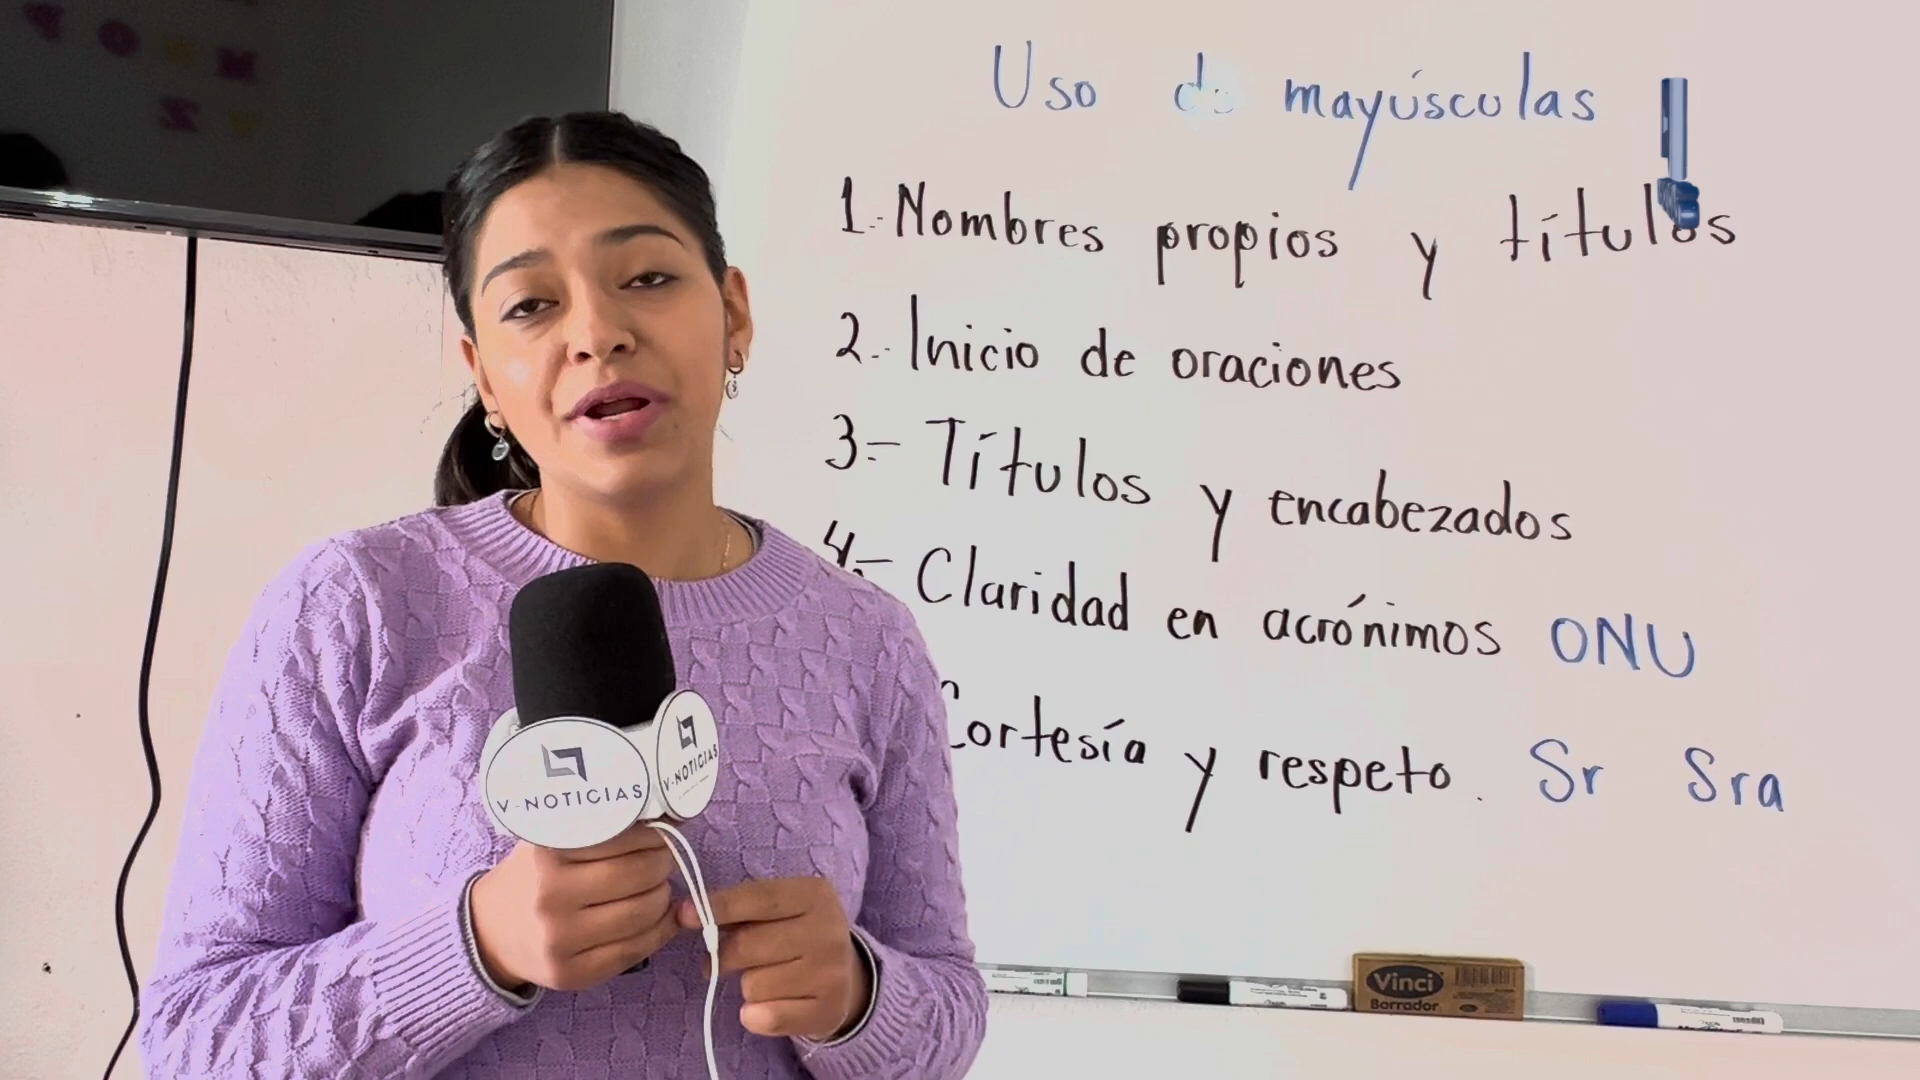 Uso de mayúsculas
1.- Nombres propios y títulos
2.- Inicio de oraciones
3.- Títulos y encabezados
4.- Claridad en acrónimos ONU
Cortesía y respeto. Sr Sra
V-NOTICIAS
V-NOTICIAS
Vinci
Borrador